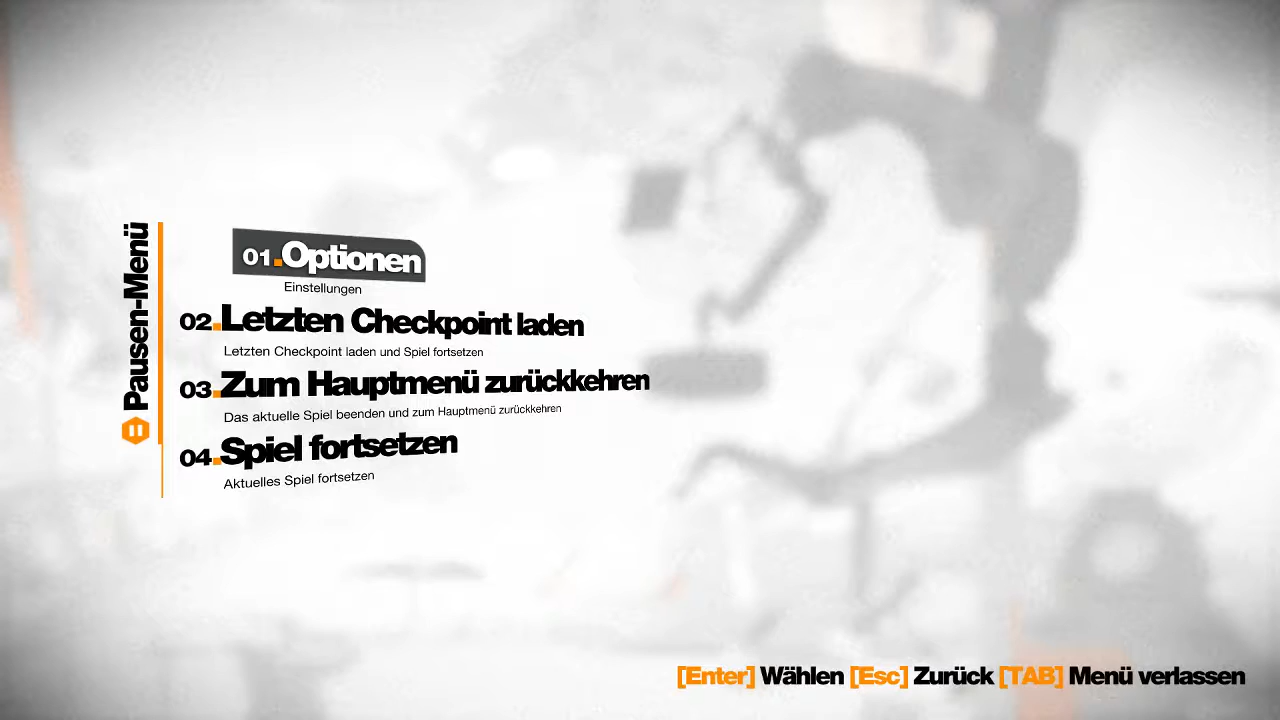 Pausen-Menü
01.Optionen
Einstellungen
02.Letzten Checkpoint laden
Letzten Checkpoint laden und Spiel fortsetzen
03.Zum Hauptmenü zurückkehren
Das aktuelle Spiel beenden und zum Hauptmenü zurückkehren
04.Spiel fortsetzen
Aktuelles Spiel fortsetzen
[Enter] Wählen [Esc] Zurück [TAB] Menü verlassen